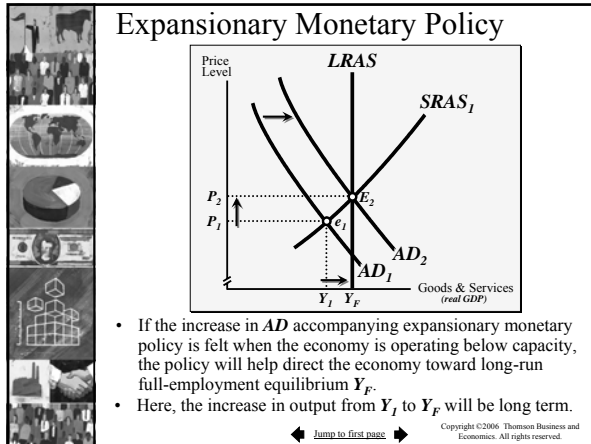 Expansionary Monetary Policy
Price
Level
LRAS
SRAS1
P2
E2
P1
e1
AD2
AD1
Goods & Services
(real GDP)
Y1 YF
• If the increase in AD accompanying expansionary monetary
policy is felt when the economy is operating below capacity,
the policy will help direct the economy toward long-run
full-employment equilibrium YF.
• Here, the increase in output from Y1 to YF will be long term.
Jump to first page
Copyright ©2006 Thomson Business and
Economics. All rights reserved.